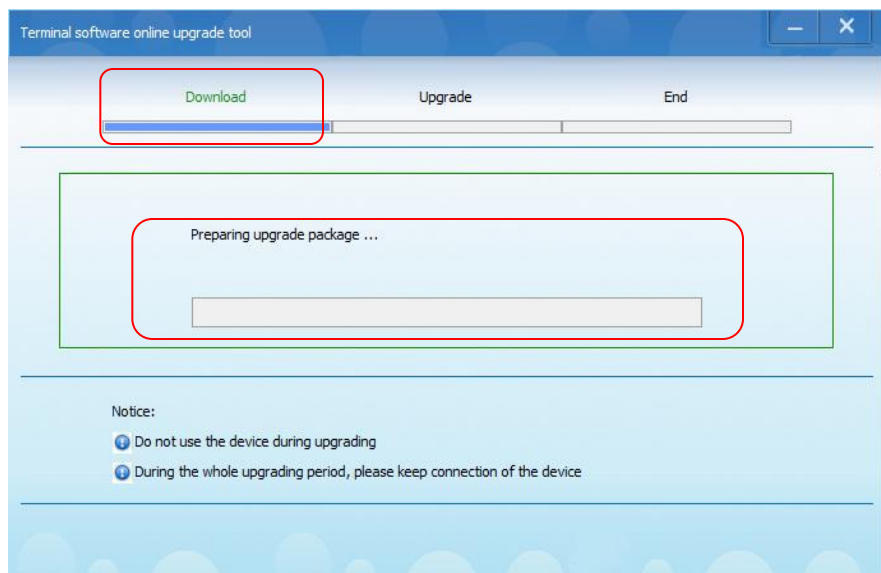 Terminal software online upgrade tool
Download Upgrade End
Preparing upgrade package ...
Notice:
Do not use the device during upgrading
During the whole upgrading period, please keep connection of the device